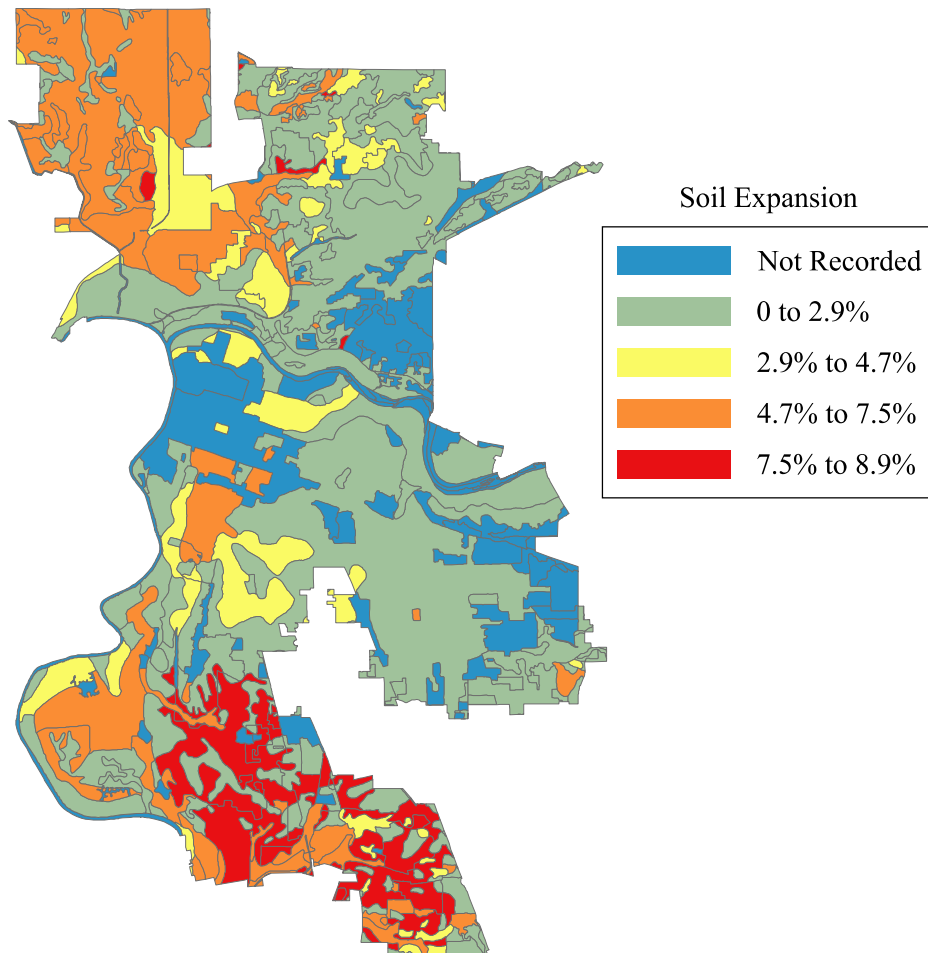 Soil Expansion
Not Recorded
0 to 2.9%
2.9% to 4.7%
4.7% to 7.5%
7.5% to 8.9%